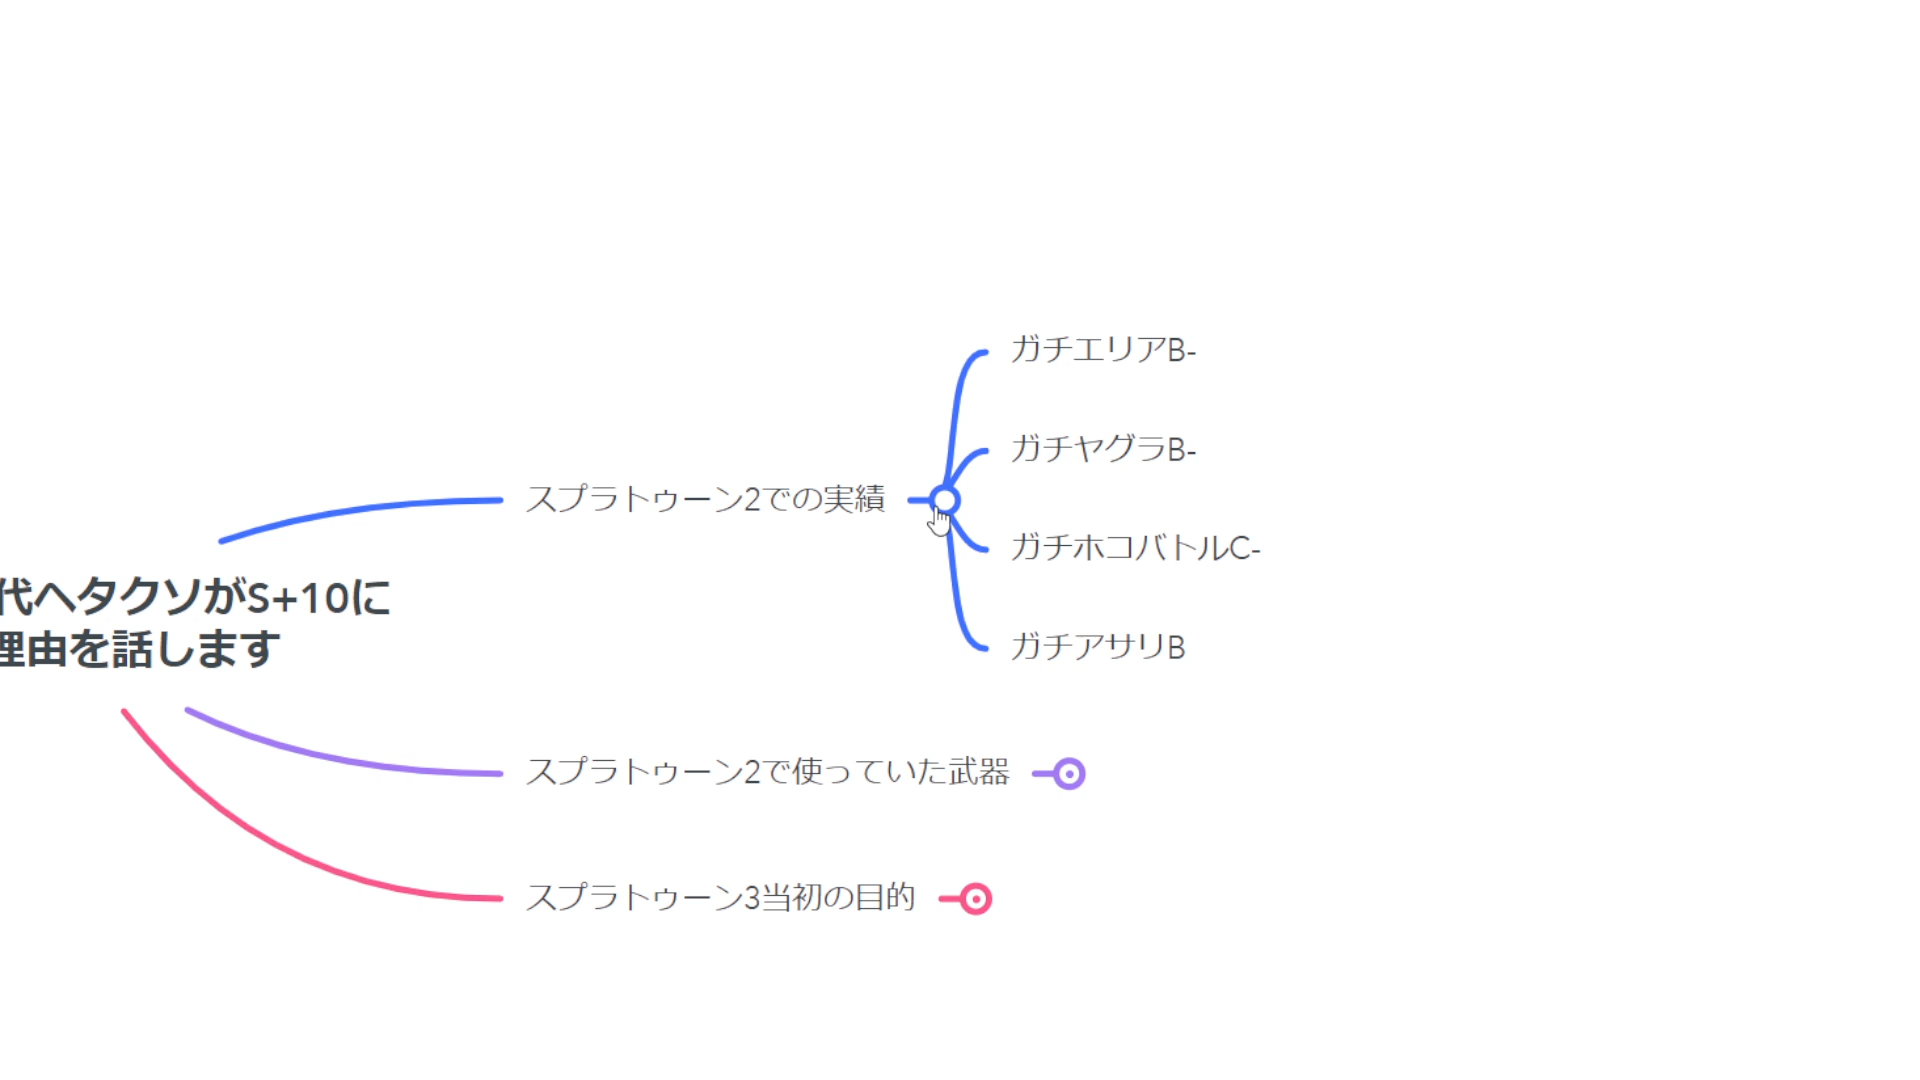 代ヘタクソがS+10に
理由を話します
スプラトゥーン2での実績
ガチエリアB-
ガチヤグラB-
ガチホコバトルC-
ガチアサリB
スプラトゥーン2で使っていた武器
スプラトゥーン3当初の目的